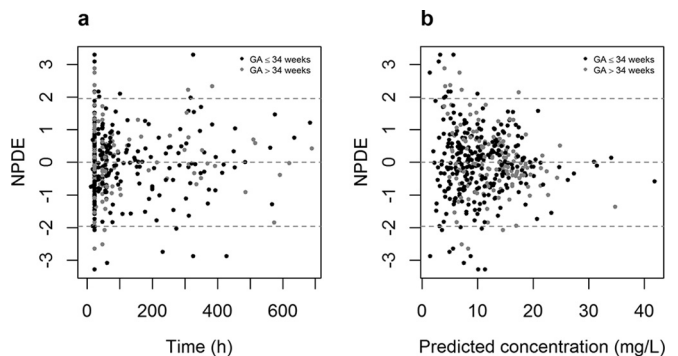 a
b
GA ≤ 34 weeks
GA > 34 weeks
GA ≤ 34 weeks
GA > 34 weeks
NPDE
NPDE
3
2
1
0
-1
-2
-3
3
2
1
0
-1
-2
-3
0
200
400
600
0
10
20
30
40
Time (h)
Predicted concentration (mg/L)